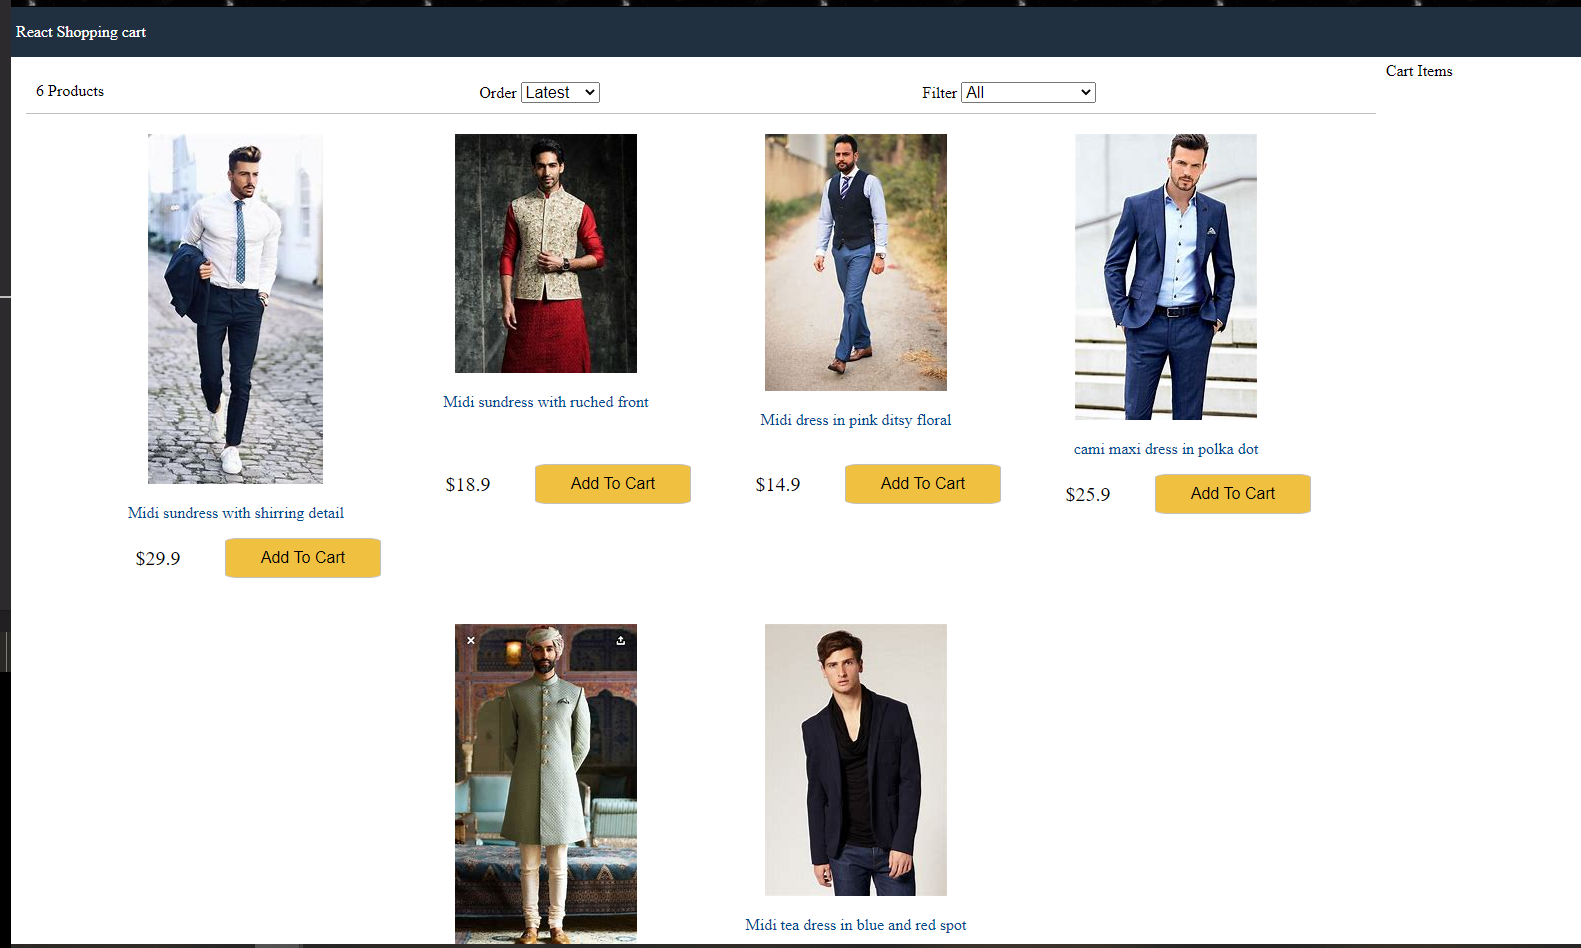 React Shopping cart
6 Products
Order Latest
Filter All
Cart Items
Midi sundress with shirring detail
$29.9
Add To Cart
Midi sundress with ruched front
$18.9
Add To Cart
Midi dress in pink ditsy floral
$14.9
Add To Cart
cami maxi dress in polka dot
$25.9
Add To Cart
Midi tea dress in blue and red spot